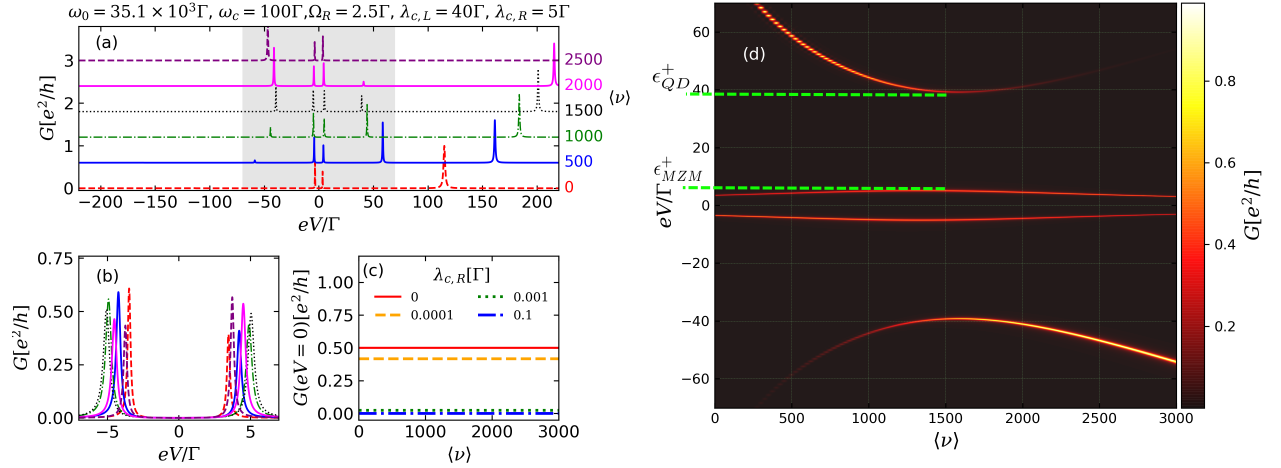 ω₀ = 35.1 × 10³Γ, ω_c = 100Γ,Ω_R = 2.5Γ, λ_{c,L} = 40Γ, λ_{c,R} = 5Γ
(a)
G[e²/h]
3
2
1
0
2500
2000
1500
1000
500
0
⟨ν⟩
−200 −150 −100 −50 0 50 100 150 200
eV/Γ
(b)
G[e²/h]
0.75
0.50
0.25
0.00
−5 0 5
eV/Γ
(c)
λ_{c,R}[Γ]
0 0.001
0.0001 0.1
G(eV = 0)[e²/h]
1.00
0.75
0.50
0.25
0.00
0 1000 2000 3000
⟨ν⟩
(d)
ϵ⁺_{QD}
ϵ⁺_{MZM}
eV/Γ
60
40
20
0
−20
−40
−60
0 500 1000 1500 2000 2500 3000
⟨ν⟩
0.8
0.6
0.4
0.2
G[e²/h]